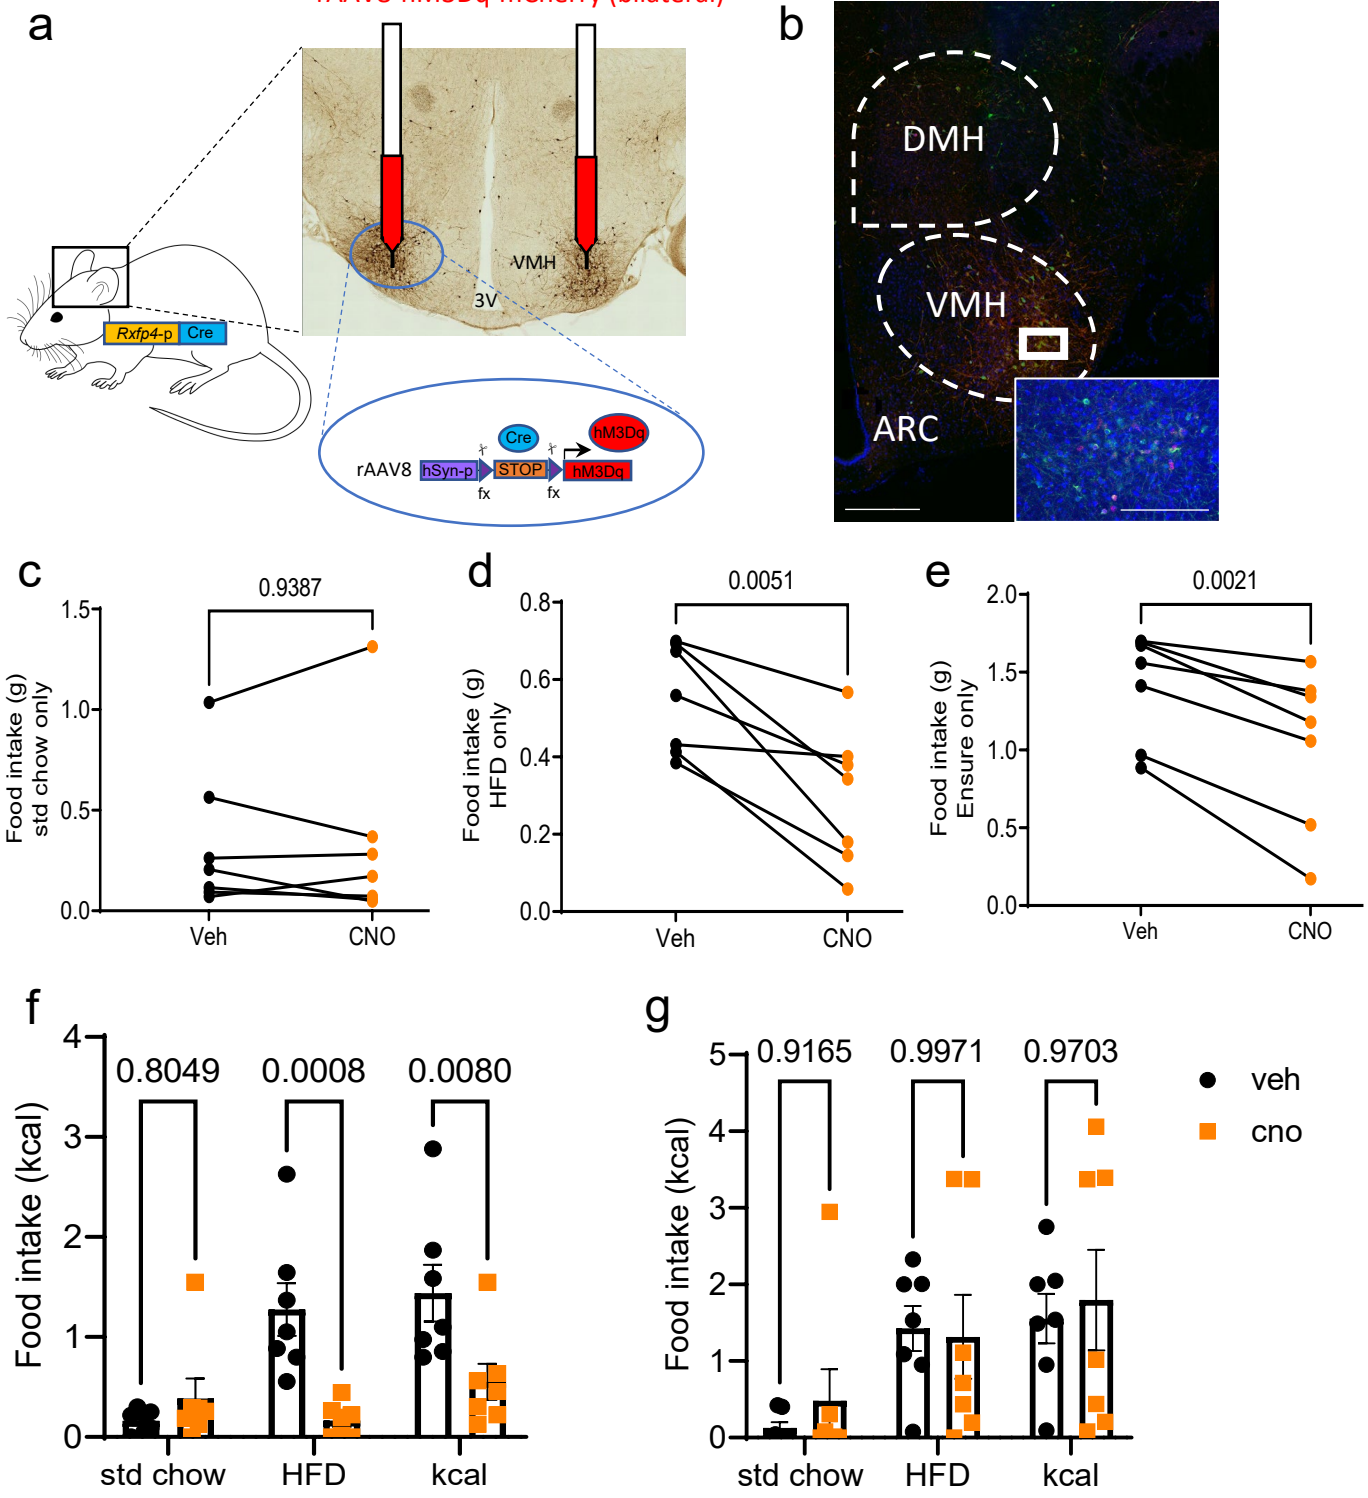 rAAV8-hM3Dq-mCherry (bilateral)
a
VMH
3V
Rxfp4-p Cre
Cre
hM3Dq
rAAV8 hSyn-p STOP hM3Dq
fx fx
b
DMH
VMH
ARC
c
0.9387
1.5
1.0
0.5
0.0
Food intake (g)
std chow only
Veh CNO
d
0.0051
0.8
0.6
0.4
0.2
0.0
Food intake (g)
HFD only
Veh CNO
e
0.0021
2.0
1.5
1.0
0.5
0.0
Food intake (g)
Ensure only
Veh CNO
f
4
3
2
1
0
0.8049 0.0008 0.0080
Food intake (kcal)
std chow HFD kcal
g
5
4
3
2
1
0
0.9165 0.9971 0.9703
Food intake (kcal)
std chow HFD kcal
veh
cno